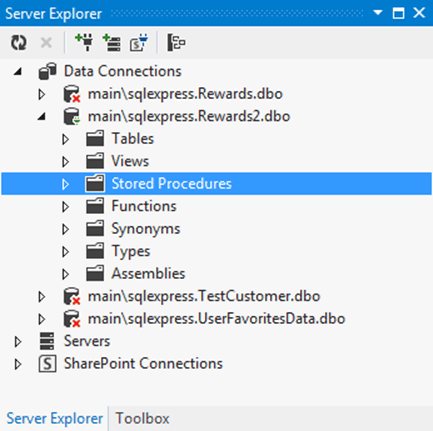 Server Explorer
Data Connections
main\sqlexpress.Rewards.dbo
main\sqlexpress.Rewards2.dbo
Tables
Views
Stored Procedures
Functions
Synonyms
Types
Assemblies
main\sqlexpress.TestCustomer.dbo
main\sqlexpress.UserFavoritesData.dbo
Servers
SharePoint Connections
Server Explorer Toolbox